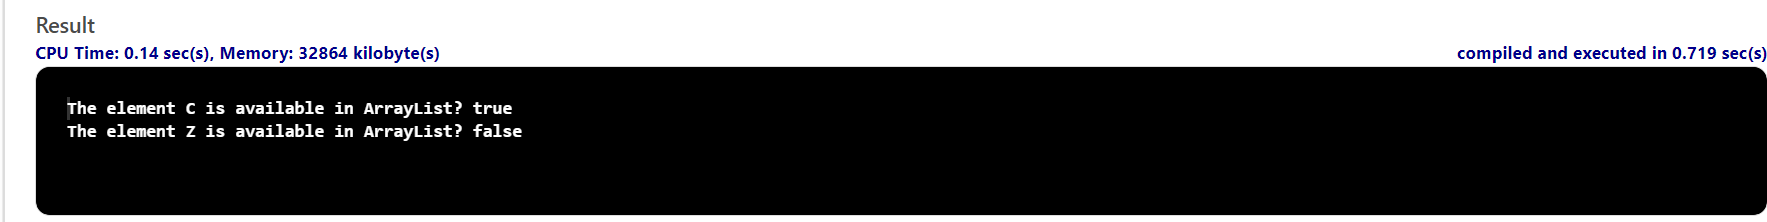 Result
CPU Time: 0.14 sec(s), Memory: 32864 kilobyte(s) compiled and executed in 0.719 sec(s)
The element C is available in ArrayList? true
The element Z is available in ArrayList? false